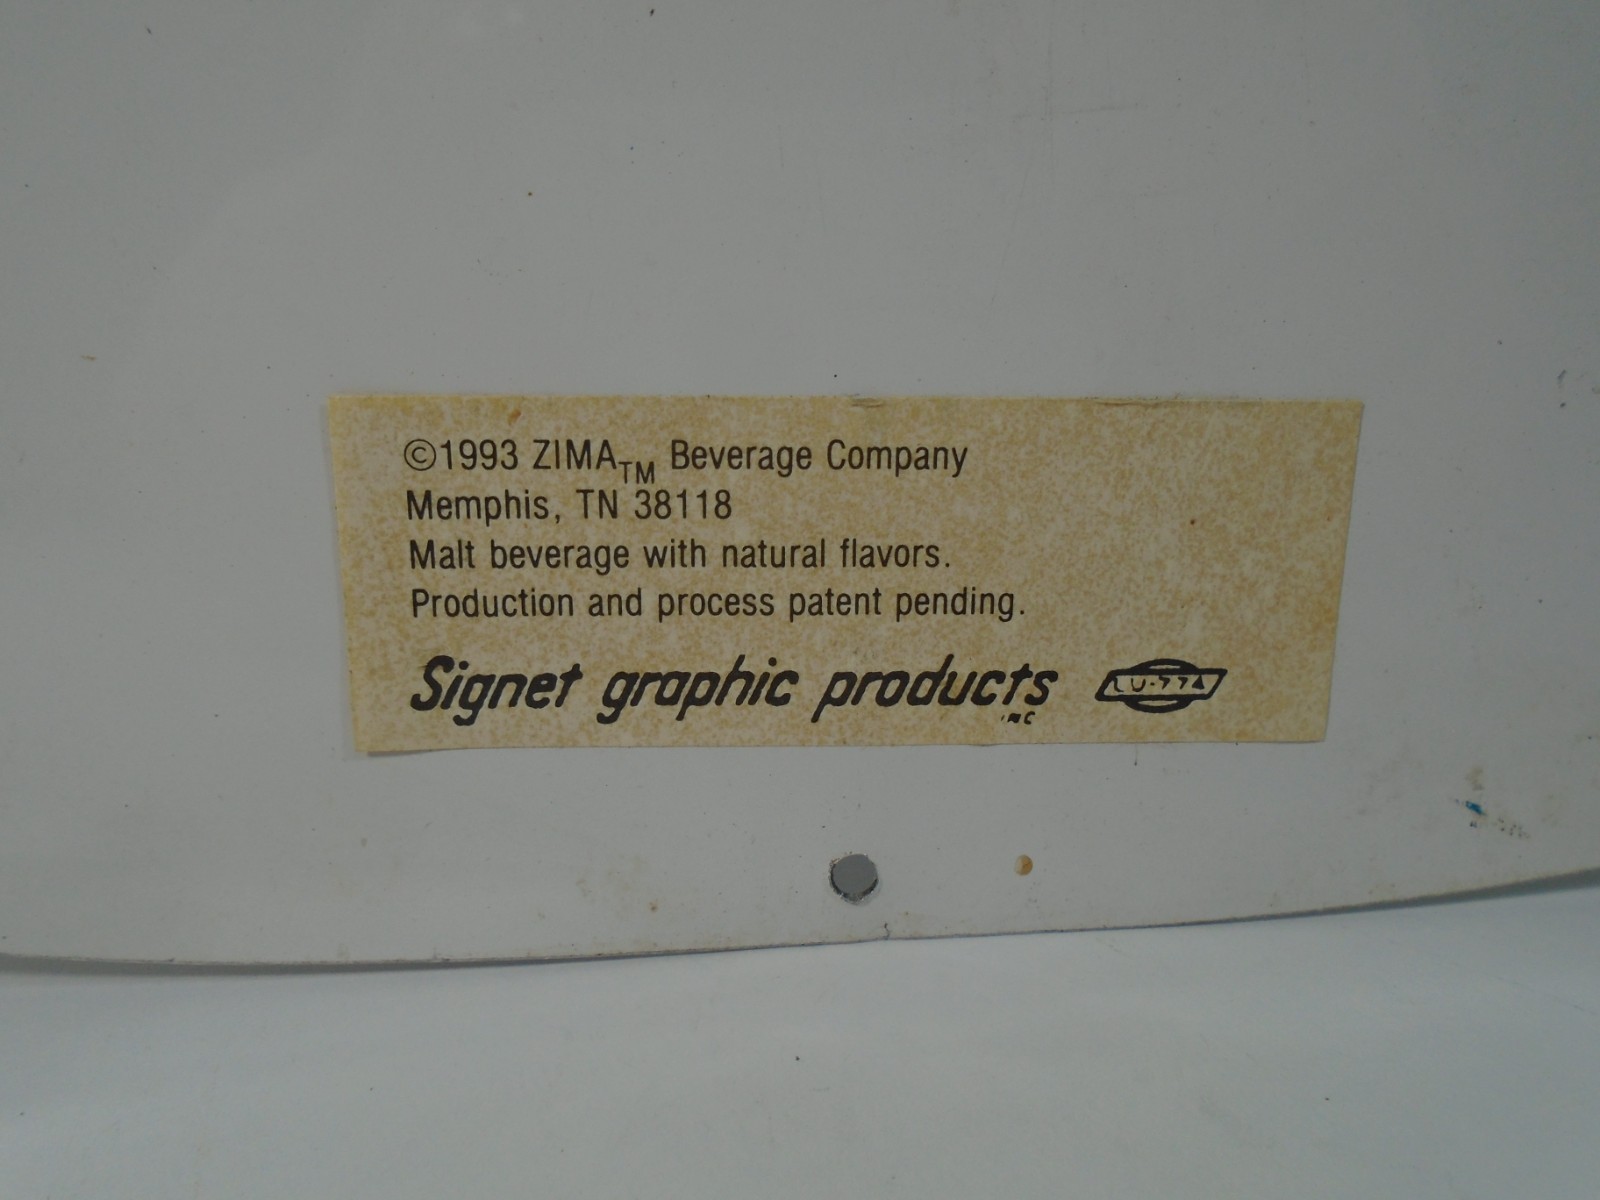 ©1993 ZIMA™ Beverage Company
Memphis, TN 38118
Malt beverage with natural flavors.
Production and process patent pending.
Signet graphic products
INC